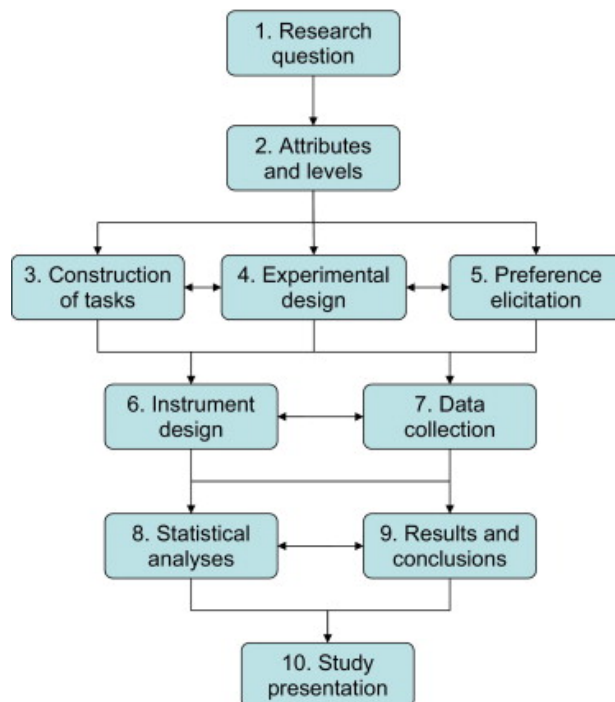 1. Research
question
2. Attributes
and levels
3. Construction
of tasks
4. Experimental
design
5. Preference
elicitation
6. Instrument
design
7. Data
collection
8. Statistical
analyses
9. Results and
conclusions
10. Study
presentation